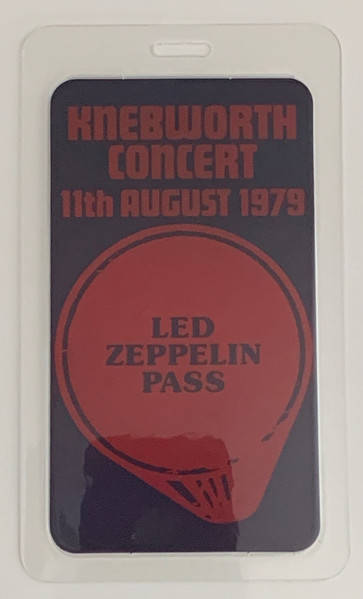 KNEBWORTH
CONCERT
11th AUGUST 1979
LED
ZEPPELIN
PASS